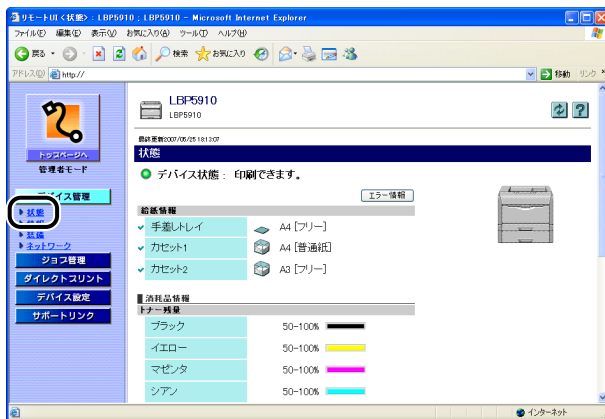 リモートUI <状態> : LBP5910 ; LBP5910 - Microsoft Internet Explorer
ファイル(F) 編集(E) 表示(V) お気に入り(A) ツール(T) ヘルプ(H)
戻る 検索 お気に入り
アドレス(D) http:// 移動 リンク
LBP5910
LBP5910
最終更新2007/06/25 18:13:07
トップページへ
管理者モード
状態
デバイス状態 : 印刷できます。
エラー情報
デバイス管理
状態
装備
ネットワーク
ジョブ管理
ダイレクトプリント
デバイス設定
サポートリンク
給紙情報
手差しトレイ A4 [フリー]
カセット1 A4 [普通紙]
カセット2 A3 [フリー]
消耗品情報
トナー残量
ブラック 50-100%
イエロー 50-100%
マゼンタ 50-100%
シアン 50-100%
インターネット